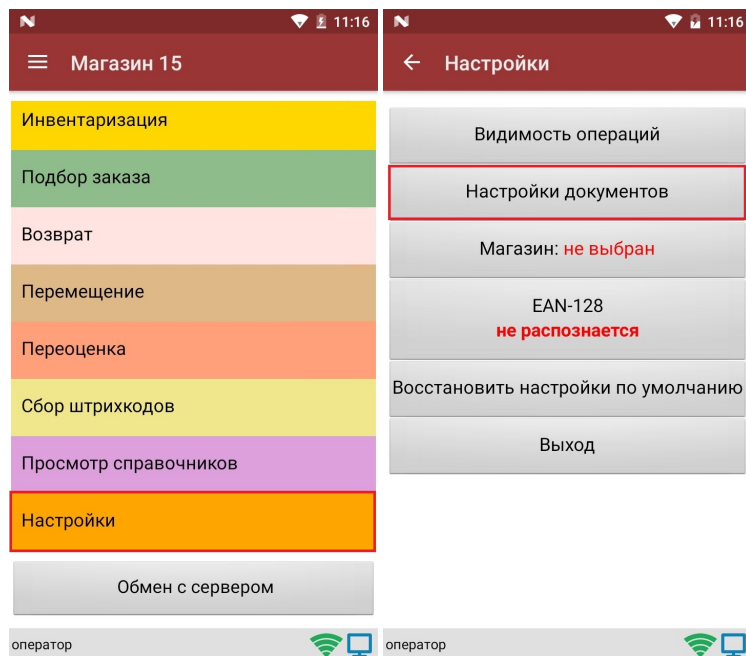 11:16
Магазин 15
Инвентаризация
Подбор заказа
Возврат
Перемещение
Переоценка
Сбор штрихкодов
Просмотр справочников
Настройки
Обмен с сервером
оператор
11:16
Настройки
Видимость операций
Настройки документов
Магазин: не выбран
EAN-128
не распознается
Восстановить настройки по умолчанию
Выход
оператор